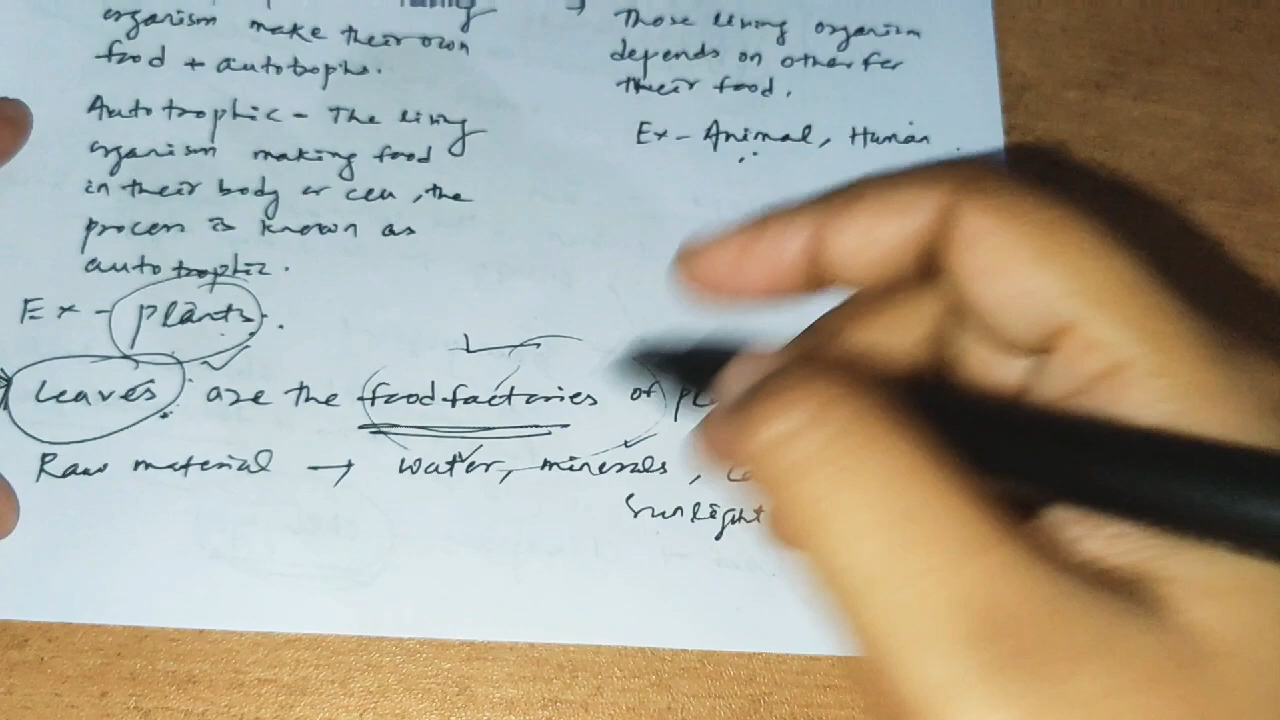 organism make their own
food + autotrophs.
Autotrophic - The living
organism making food
in their body or cell, the
process is known as
autotrophic.
Ex - plants.
Those living organism
depends on other for
their food.
Ex - Animal, Human
Leaves are the food factories of
Raw material → water, minerals,
Sunlight